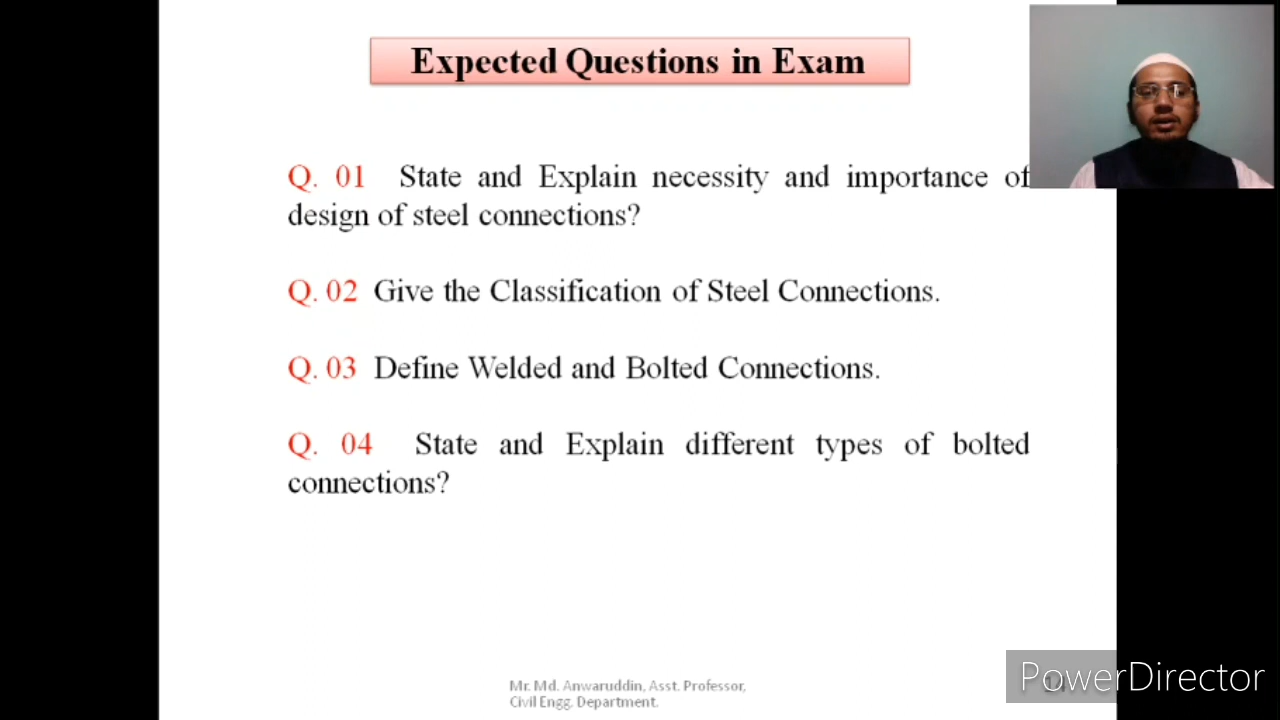 Expected Questions in Exam
Q. 01 State and Explain necessity and importance of
design of steel connections?
Q. 02 Give the Classification of Steel Connections.
Q. 03 Define Welded and Bolted Connections.
Q. 04 State and Explain different types of bolted
connections?
Mr. Md. Anwaruddin, Asst. Professor,
Civil Engg. Department.
PowerDirector